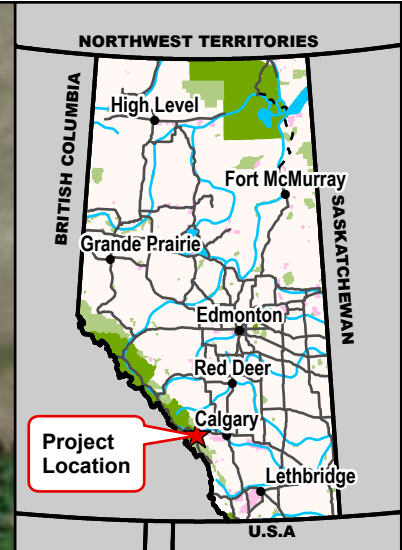 NORTHWEST TERRITORIES
BRITISH COLUMBIA
High Level
Fort McMurray
SASKATCHEWAN
Grande Prairie
Edmonton
Red Deer
Calgary
Project
Location
Lethbridge
U.S.A